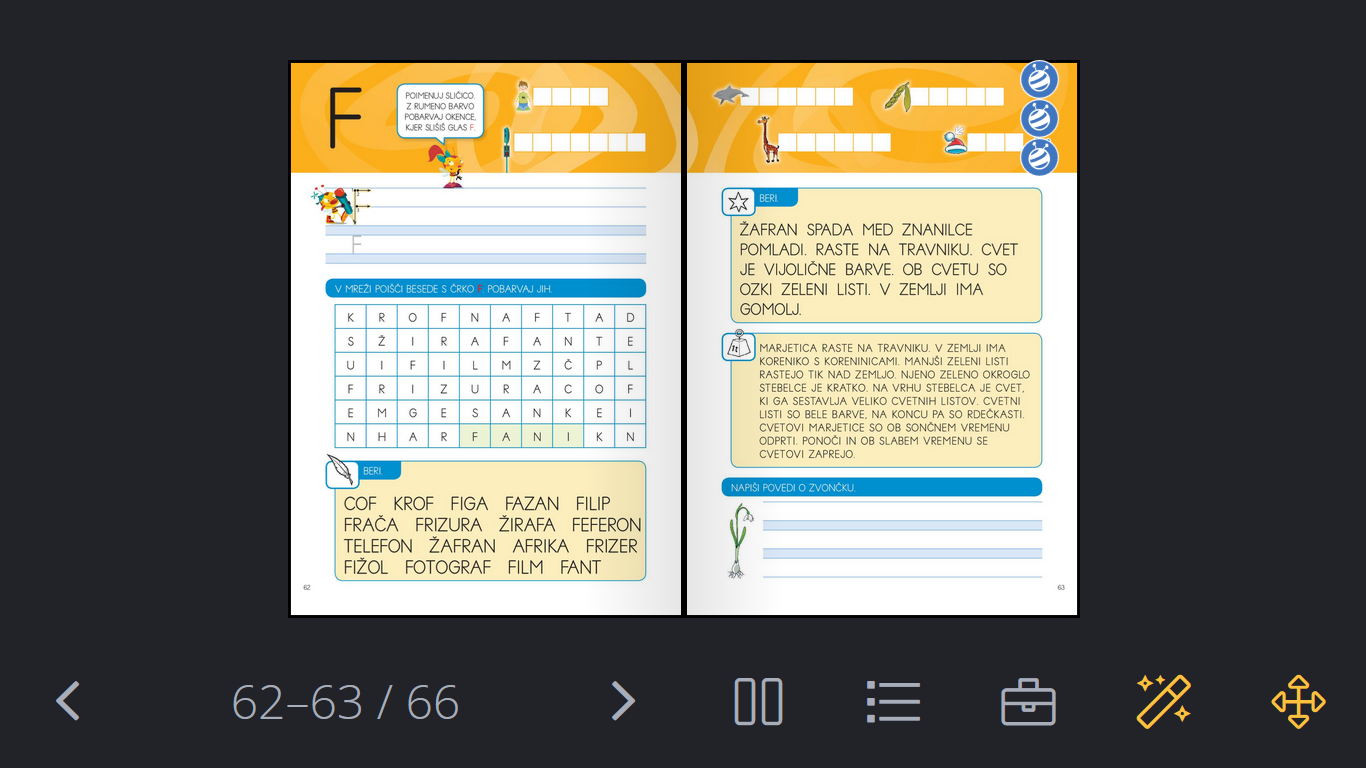 F
POIMENUJ SLIČICO.
Z RUMENO BARVO
POBARVAJ OKENCE,
KJER SLIŠIŠ GLAS F.
F
V MREŽI POIŠČI BESEDE S ČRKO F. POBARVAJ JIH.
K R O F N A F T A D
S Ž I R A F A N T E
U I F I L M Z Č P L
F R I Z U R A C O F
E M G E S A N K E I
N H A R F A N I K N
BERI.
COF KROF FIGA FAZAN FILIP
FRAČA FRIZURA ŽIRAFA FEFERON
TELEFON ŽAFRAN AFRIKA FRIZER
FIŽOL FOTOGRAF FILM FANT
62
BERI.
ŽAFRAN SPADA MED ZNANILCE
POMLADI. RASTE NA TRAVNIKU. CVET
JE VIJOLIČNE BARVE. OB CVETU SO
OZKI ZELENI LISTI. V ZEMLJI IMA
GOMOLJ.
1t
MARJETICA RASTE NA TRAVNIKU. V ZEMLJI IMA
KORENIKO S KORENINICAMI. MANJŠI ZELENI LISTI
RASTEJO TIK NAD ZEMLJO. NJENO ZELENO OKROGLO
STEBELCE JE KRATKO. NA VRHU STEBELCA JE CVET,
KI GA SESTAVLJA VELIKO CVETNIH LISTOV. CVETNI
LISTI SO BELE BARVE, NA KONCU PA SO RDEČKASTI.
CVETOVI MARJETICE SO OB SONČNEM VREMENU
ODPRTI. PONOČI IN OB SLABEM VREMENU SE
CVETOVI ZAPREJO.
NAPIŠI POVEDI O ZVONČKU.
63
62–63 / 66